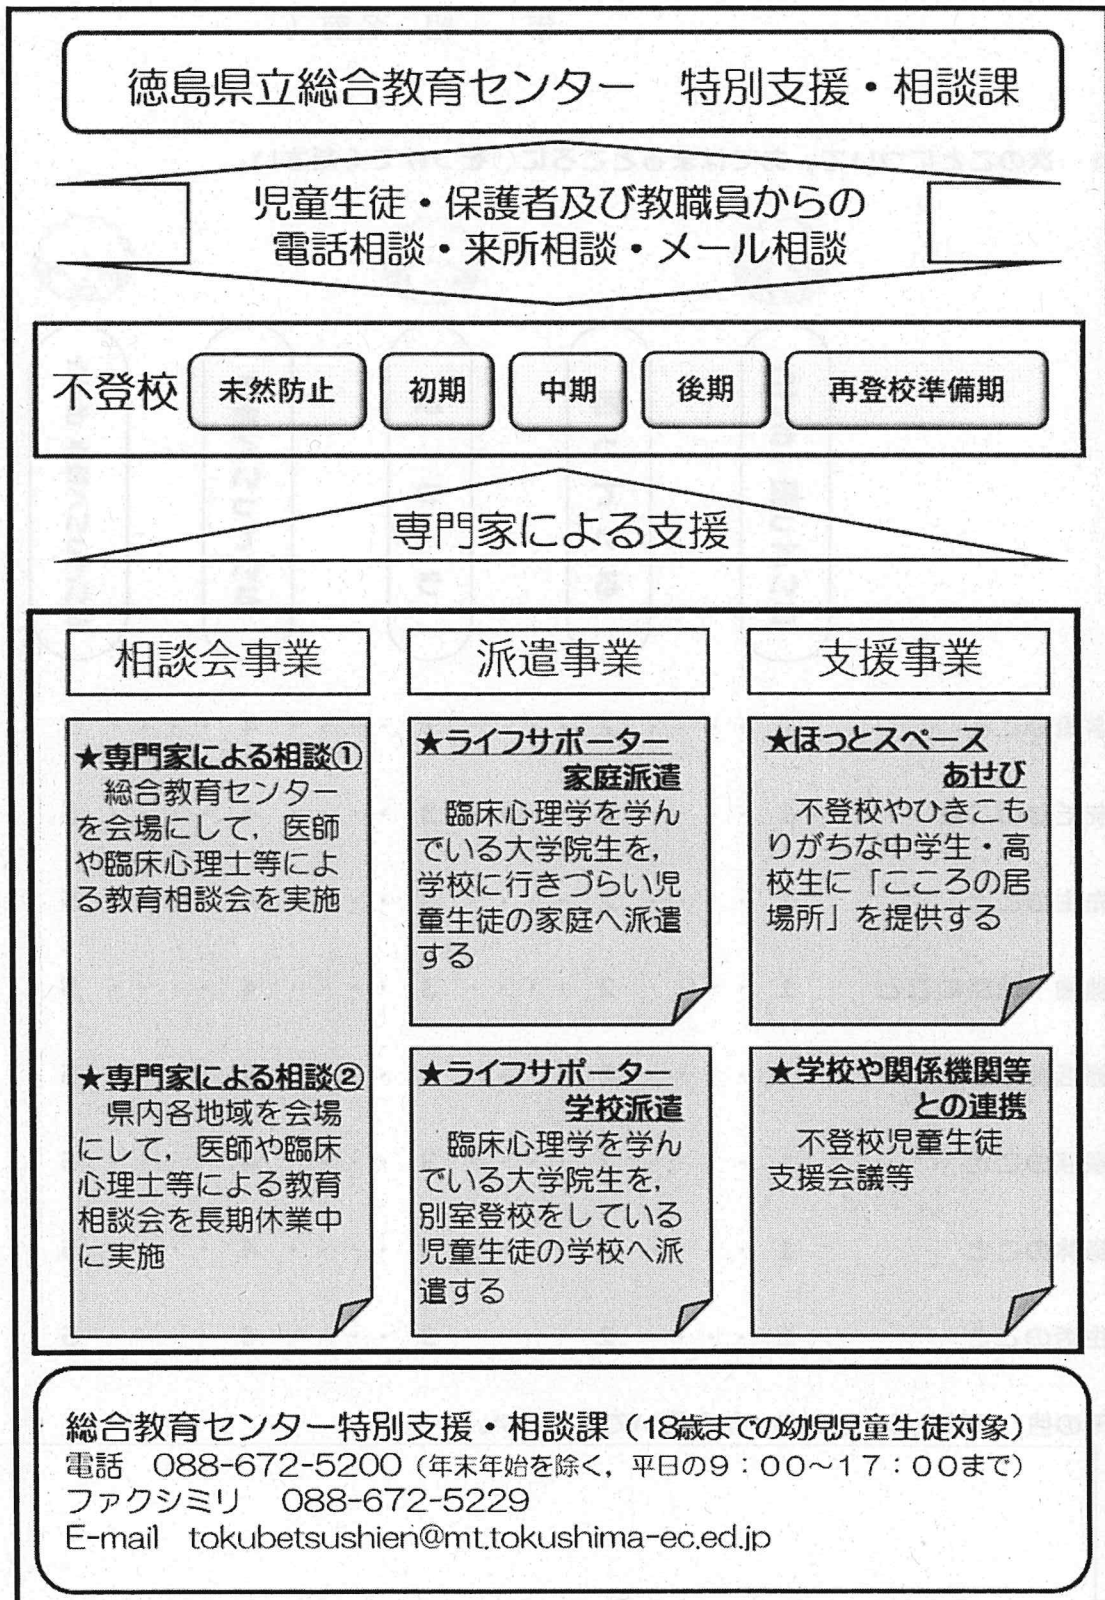 徳島県立総合教育センター　特別支援・相談課
児童生徒・保護者及び教職員からの
電話相談・来所相談・メール相談
不登校　未然防止　初期　中期　後期　再登校準備期
専門家による支援
相談会事業
★専門家による相談①
総合教育センター
を会場にして，医師
や臨床心理士等によ
る教育相談会を実施
★専門家による相談②
県内各地域を会場
にして，医師や臨床
心理士等による教育
相談会を長期休業中
に実施
派遣事業
★ライフサポーター
家庭派遣
臨床心理学を学ん
でいる大学院生を，
学校に行きづらい児
童生徒の家庭へ派遣
する
★ライフサポーター
学校派遣
臨床心理学を学ん
でいる大学院生を，
別室登校をしている
児童生徒の学校へ派
遣する
支援事業
★ほっとスペース
あせび
不登校やひきこも
りがちな中学生・高
校生に「こころの居
場所」を提供する
★学校や関係機関等
との連携
不登校児童生徒
支援会議等
総合教育センター特別支援・相談課（18歳までの幼児児童生徒対象）
電話　088-672-5200（年末年始を除く，平日の9：00～17：00まで）
ファクシミリ　088-672-5229
E-mail　tokubetsushien@mt.tokushima-ec.ed.jp